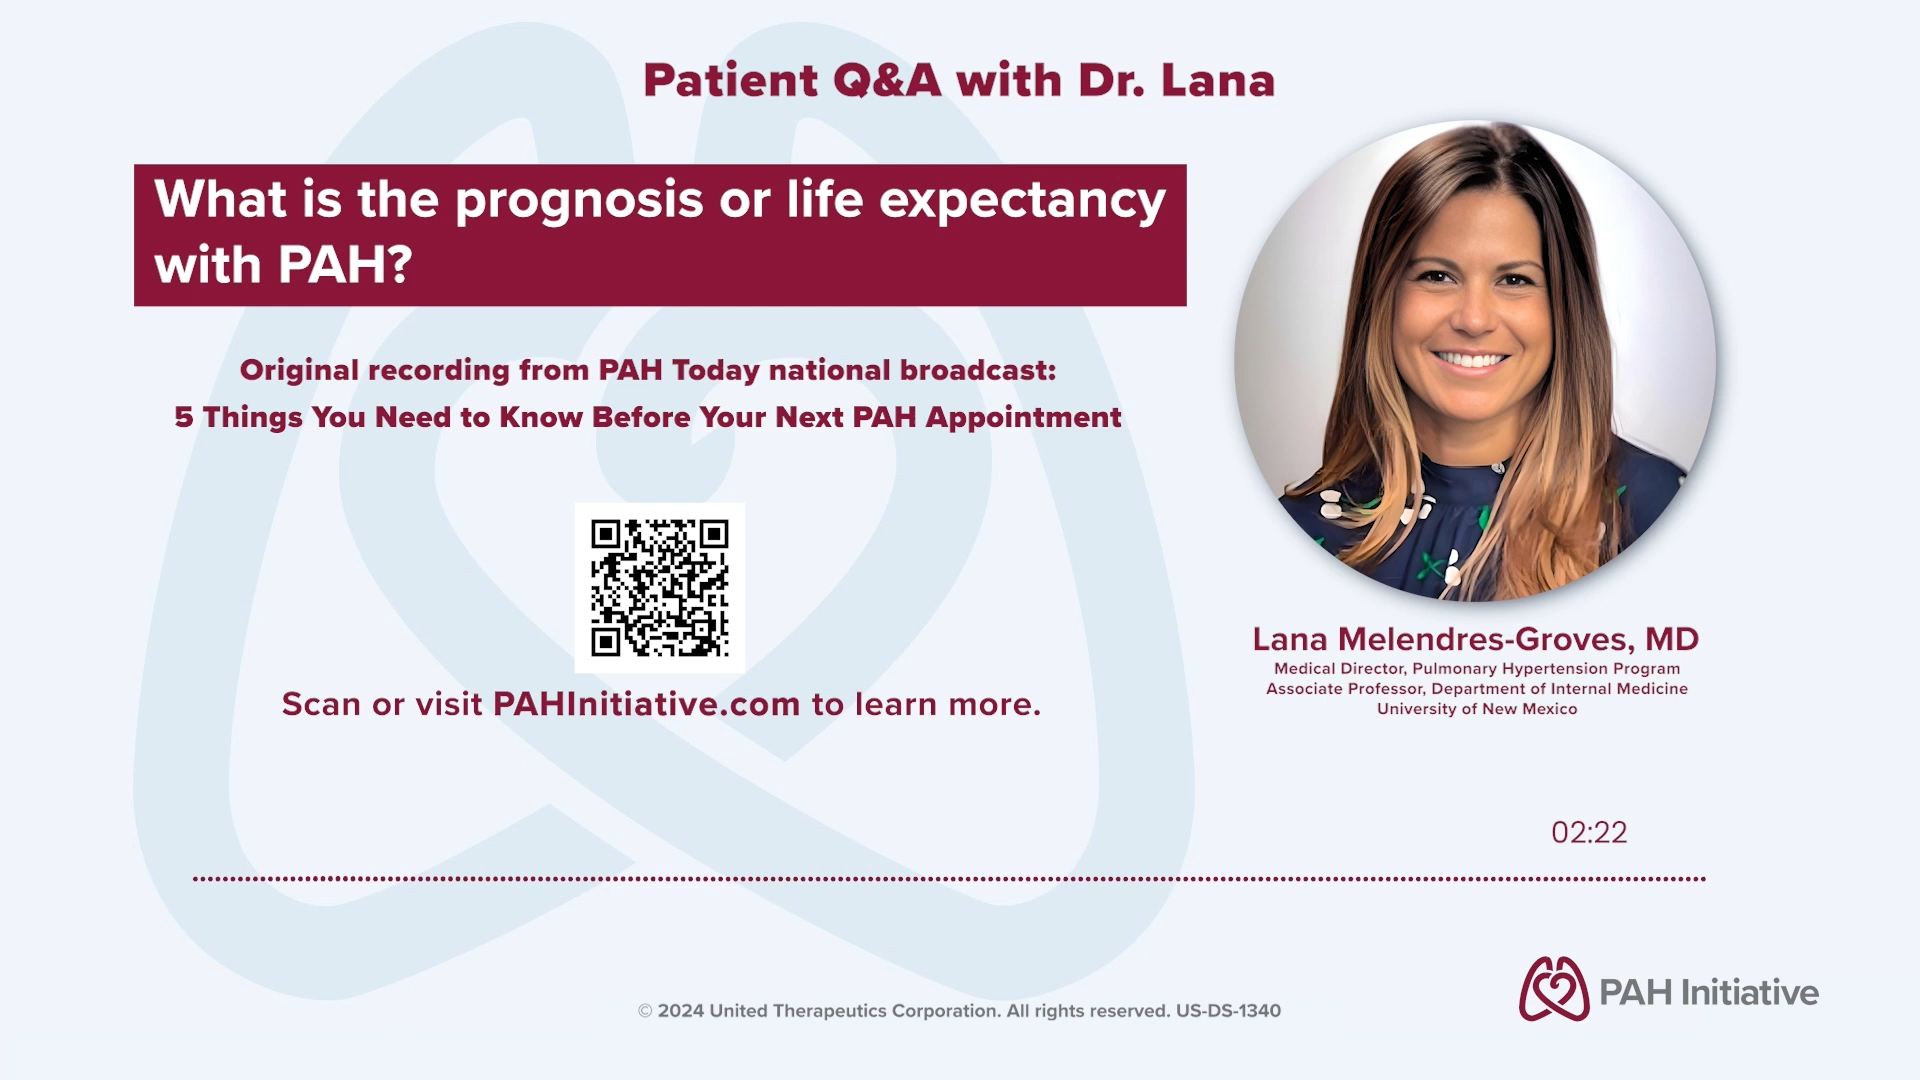 Patient Q&A with Dr. Lana
What is the prognosis or life expectancy
with PAH?
Original recording from PAH Today national broadcast:
5 Things You Need to Know Before Your Next PAH Appointment
Scan or visit PAHInitiative.com to learn more.
Lana Melendres-Groves, MD
Medical Director, Pulmonary Hypertension Program
Associate Professor, Department of Internal Medicine
University of New Mexico
02:22
PAH Initiative
© 2024 United Therapeutics Corporation. All rights reserved. US-DS-1340